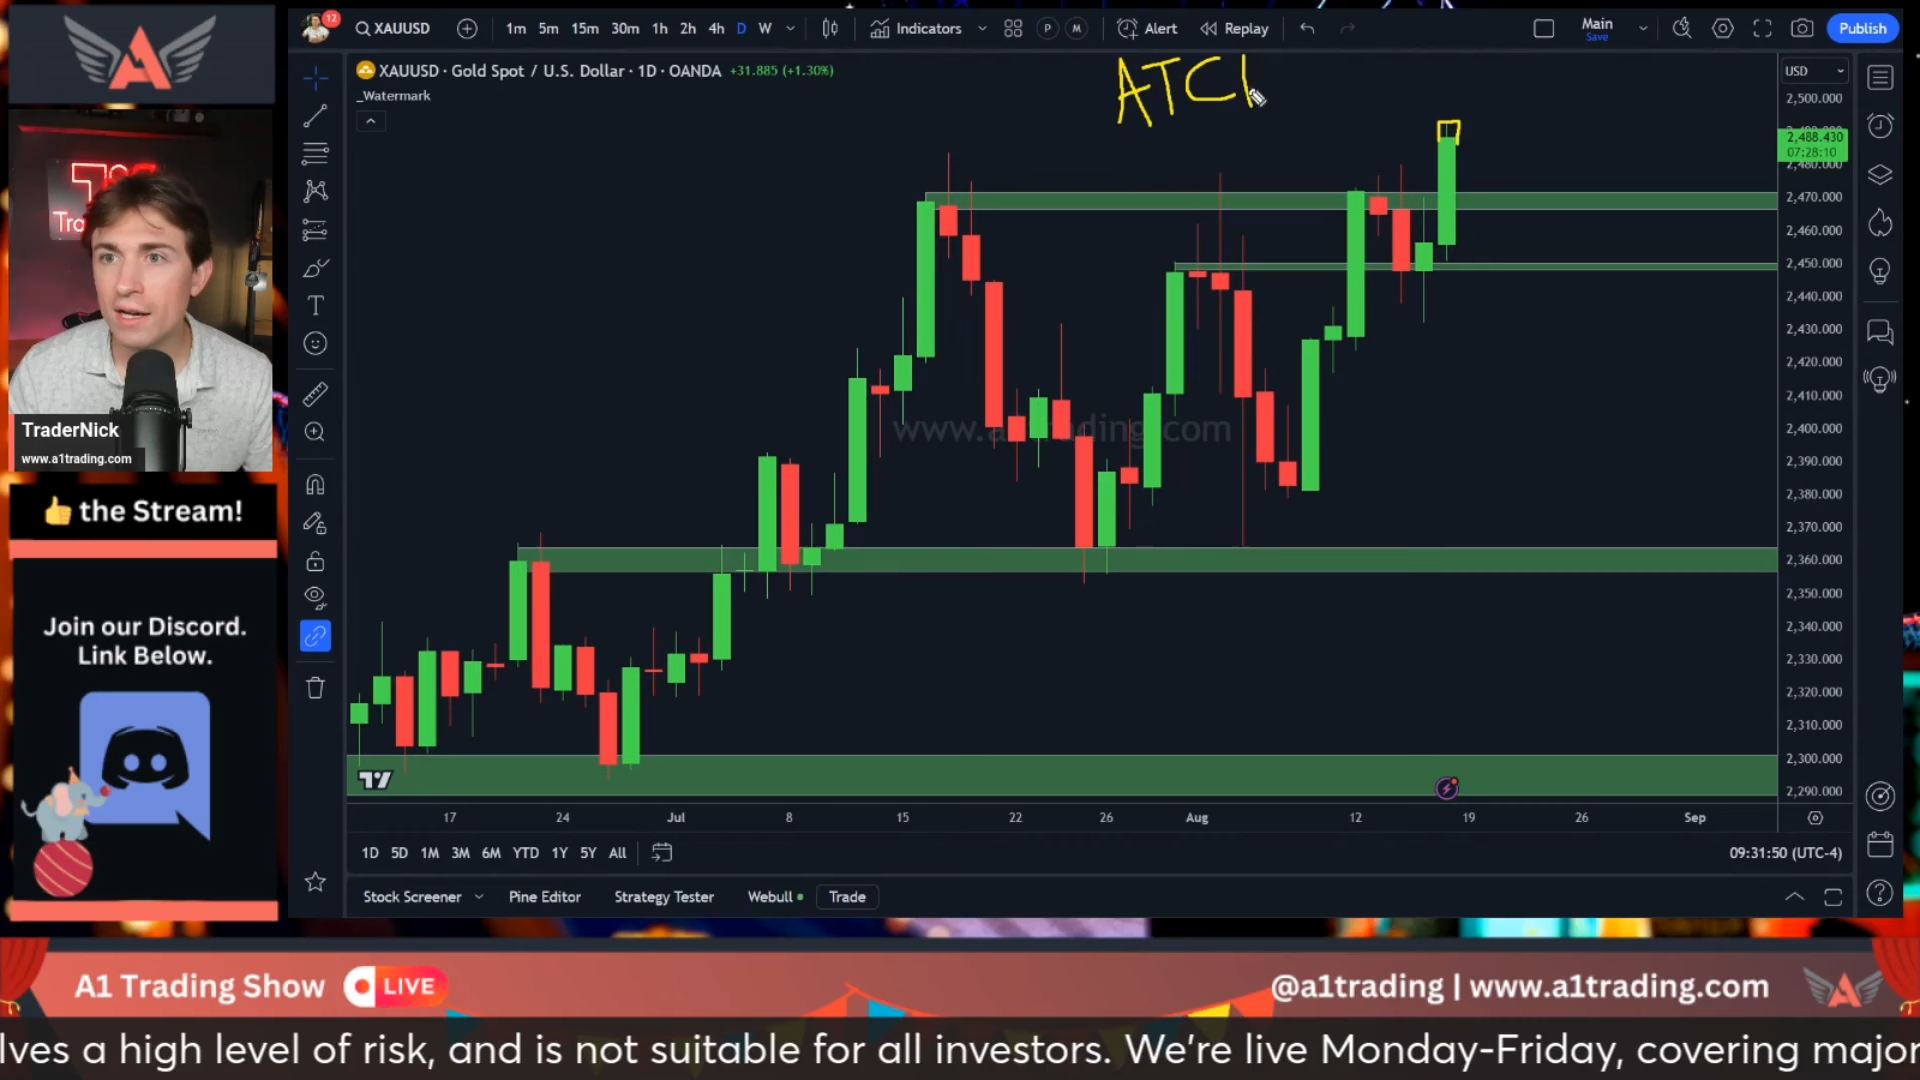 12
XAUUSD
1m 5m 15m 30m 1h 2h 4h D W
Indicators
P
M
Alert
Replay
Main
Save
Publish
XAUUSD · Gold Spot / U.S. Dollar · 1D · OANDA +31.885 (+1.30%)
_Watermark
USD
2,500.000
2,488.430
07:28:10
2,480.000
2,470.000
2,460.000
2,450.000
2,440.000
2,430.000
2,420.000
2,410.000
2,400.000
2,390.000
2,380.000
2,370.000
2,360.000
2,350.000
2,340.000
2,330.000
2,320.000
2,310.000
2,300.000
2,290.000
17 24 Jul 8 15 22 26 Aug 12 19 26 Sep
1D 5D 1M 3M 6M YTD 1Y 5Y All
09:31:50 (UTC-4)
Stock Screener
Pine Editor
Strategy Tester
Webull
Trade
TraderNick
www.a1trading.com
👍 the Stream!
Join our Discord.
Link Below.
A1 Trading Show
LIVE
@a1trading | www.a1trading.com
lves a high level of risk, and is not suitable for all investors. We're live Monday-Friday, covering major